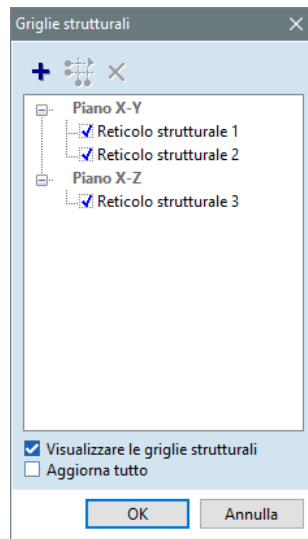 Griglie strutturali
Piano X-Y
Reticolo strutturale 1
Reticolo strutturale 2
Piano X-Z
Reticolo strutturale 3
Visualizzare le griglie strutturali
Aggiorna tutto
OK Annulla